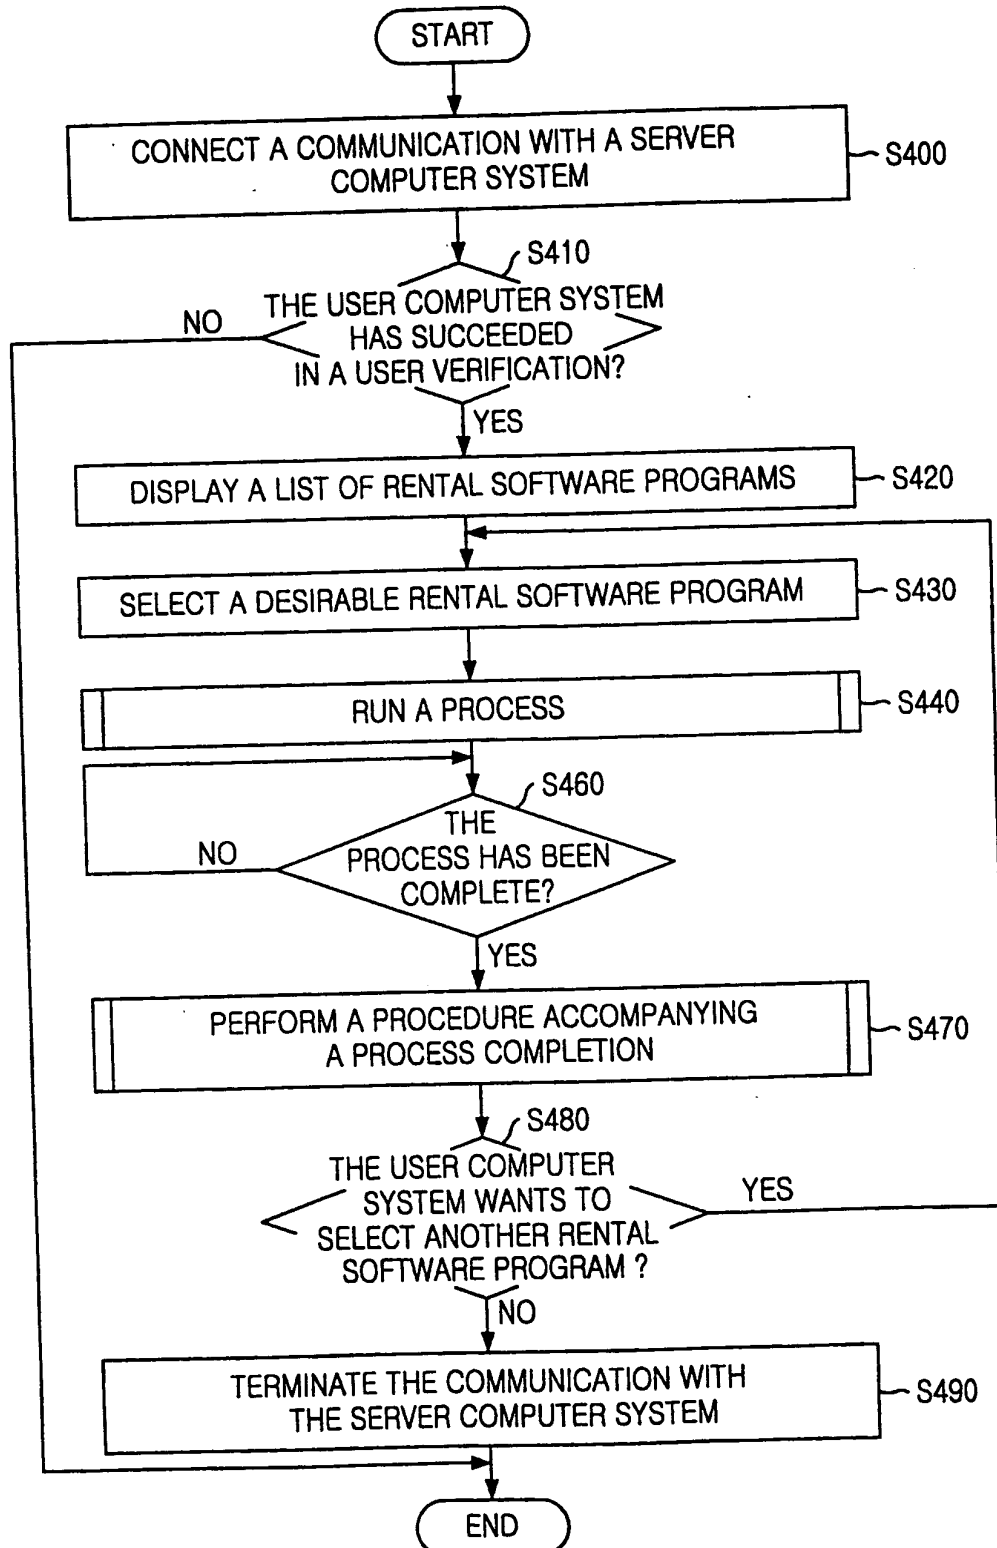 START
CONNECT A COMMUNICATION WITH A SERVER
COMPUTER SYSTEM
S400
S410
THE USER COMPUTER SYSTEM
HAS SUCCEEDED
IN A USER VERIFICATION?
NO
YES
DISPLAY A LIST OF RENTAL SOFTWARE PROGRAMS
S420
SELECT A DESIRABLE RENTAL SOFTWARE PROGRAM
S430
RUN A PROCESS
S440
S460
THE
PROCESS HAS BEEN
COMPLETE?
NO
YES
PERFORM A PROCEDURE ACCOMPANYING
A PROCESS COMPLETION
S470
S480
THE USER COMPUTER
SYSTEM WANTS TO
SELECT ANOTHER RENTAL
SOFTWARE PROGRAM ?
YES
NO
TERMINATE THE COMMUNICATION WITH
THE SERVER COMPUTER SYSTEM
S490
END